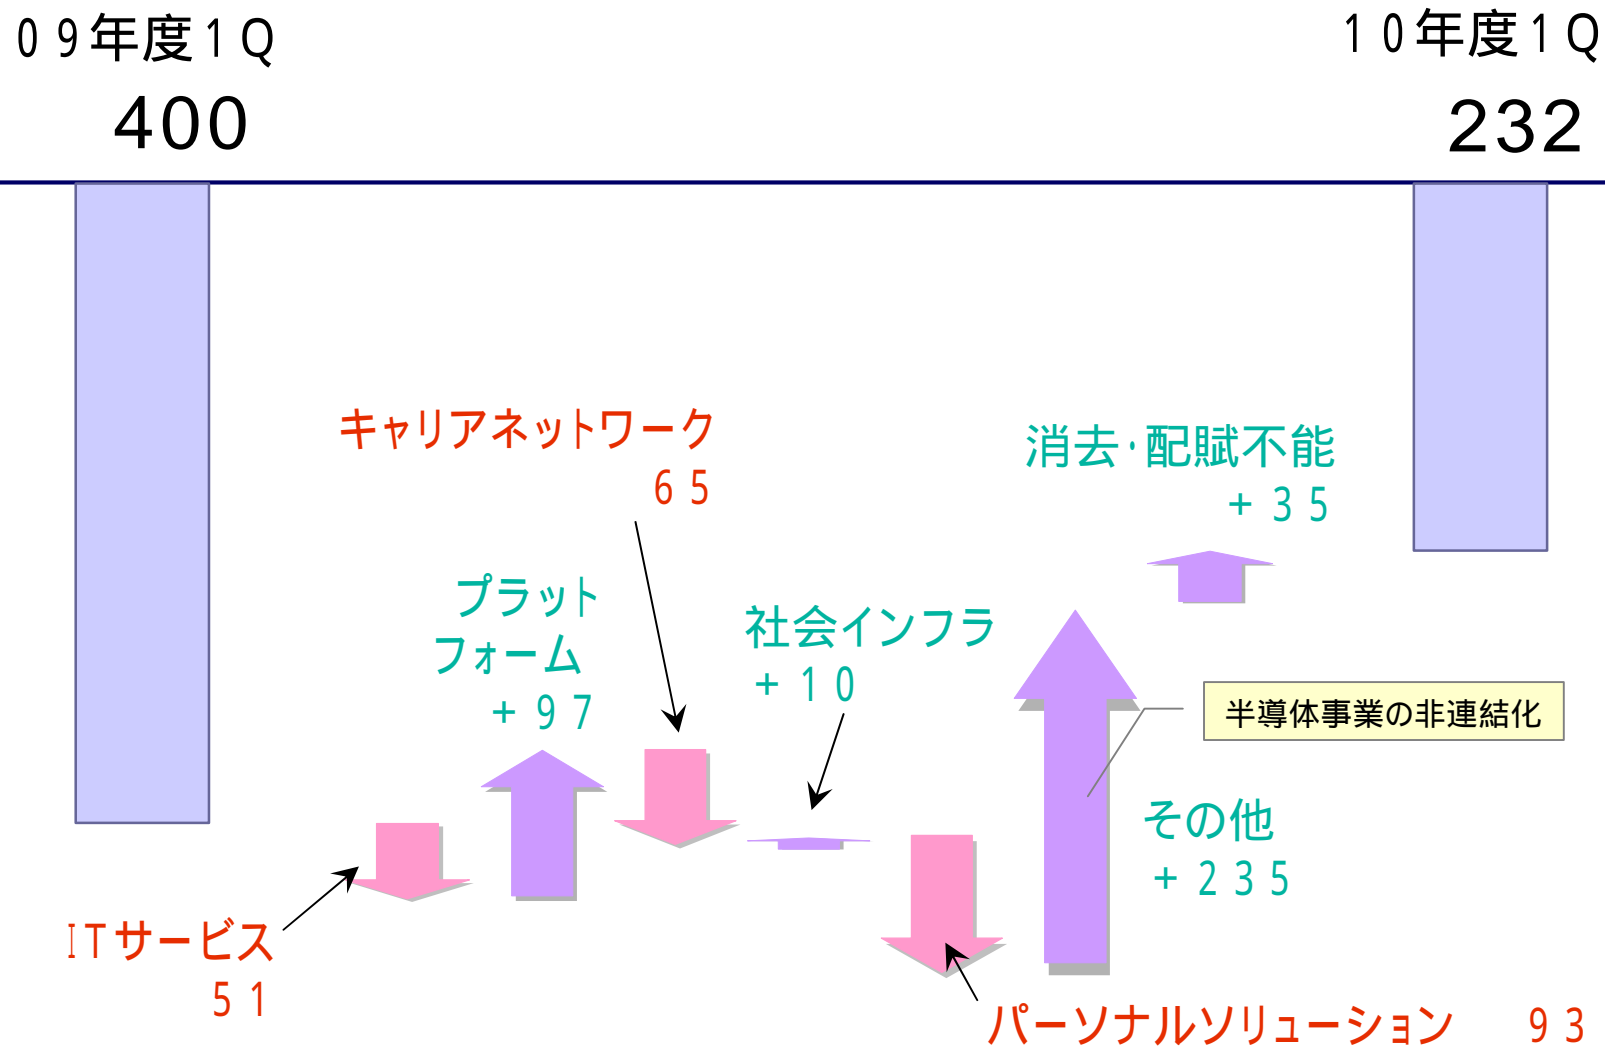 09年度1Q
400
10年度1Q
232
キャリアネットワーク
65
消去・配賦不能
+35
プラット
フォーム
+97
社会インフラ
+10
半導体事業の非連結化
その他
+235
ITサービス
51
パーソナルソリューション 93